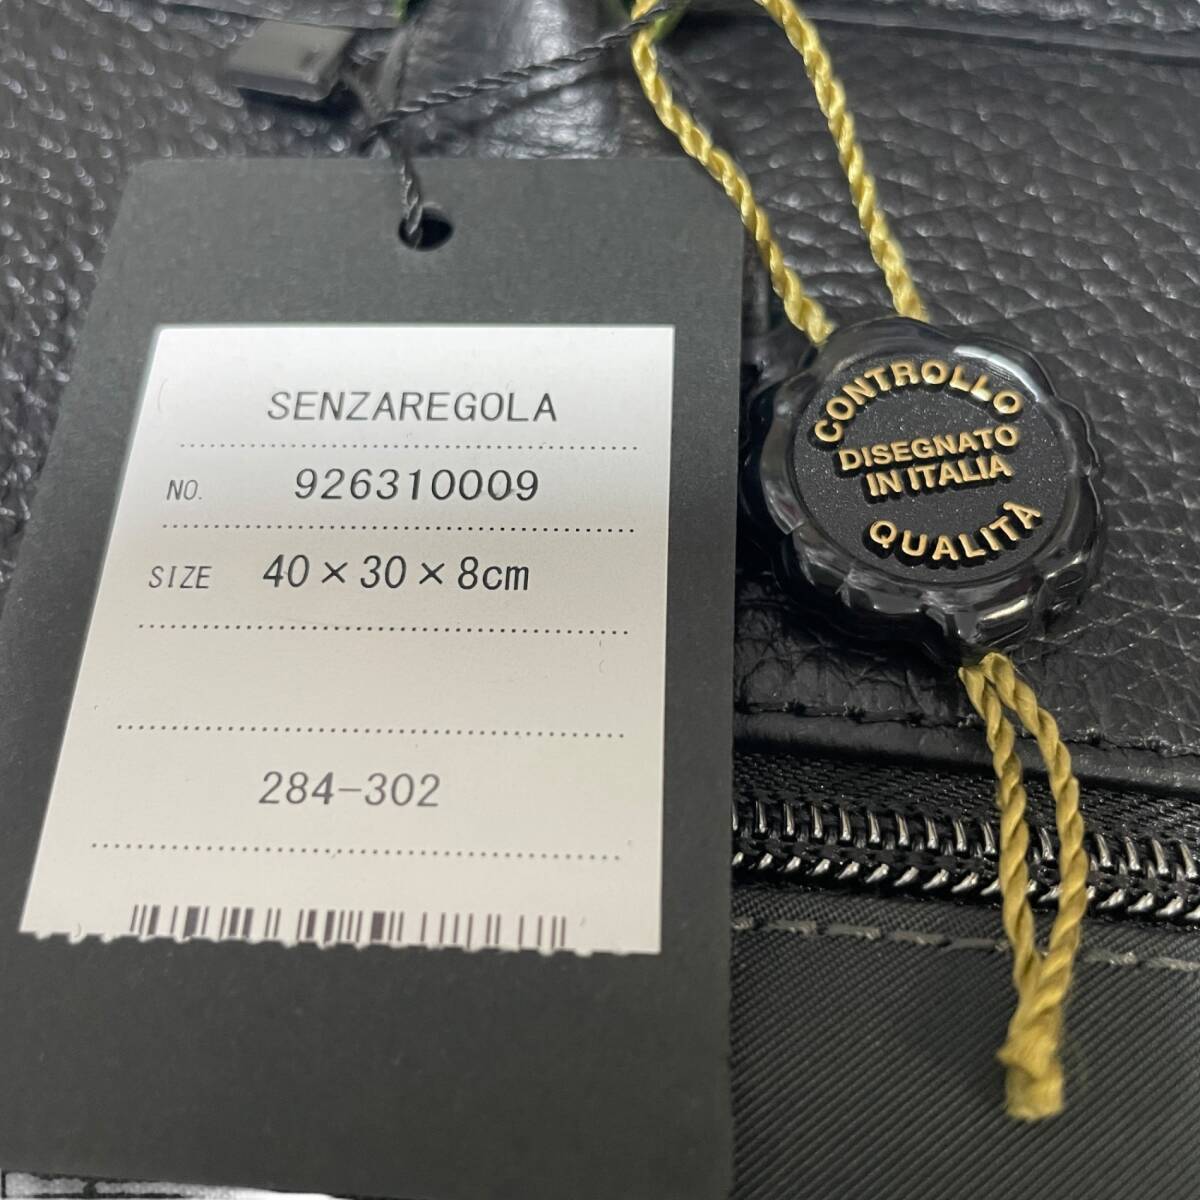 SENZAREGOLA
NO. 926310009
SIZE 40×30×8cm
284-302
CONTROLLO
DISEGNATO
IN ITALIA
QUALITÀ